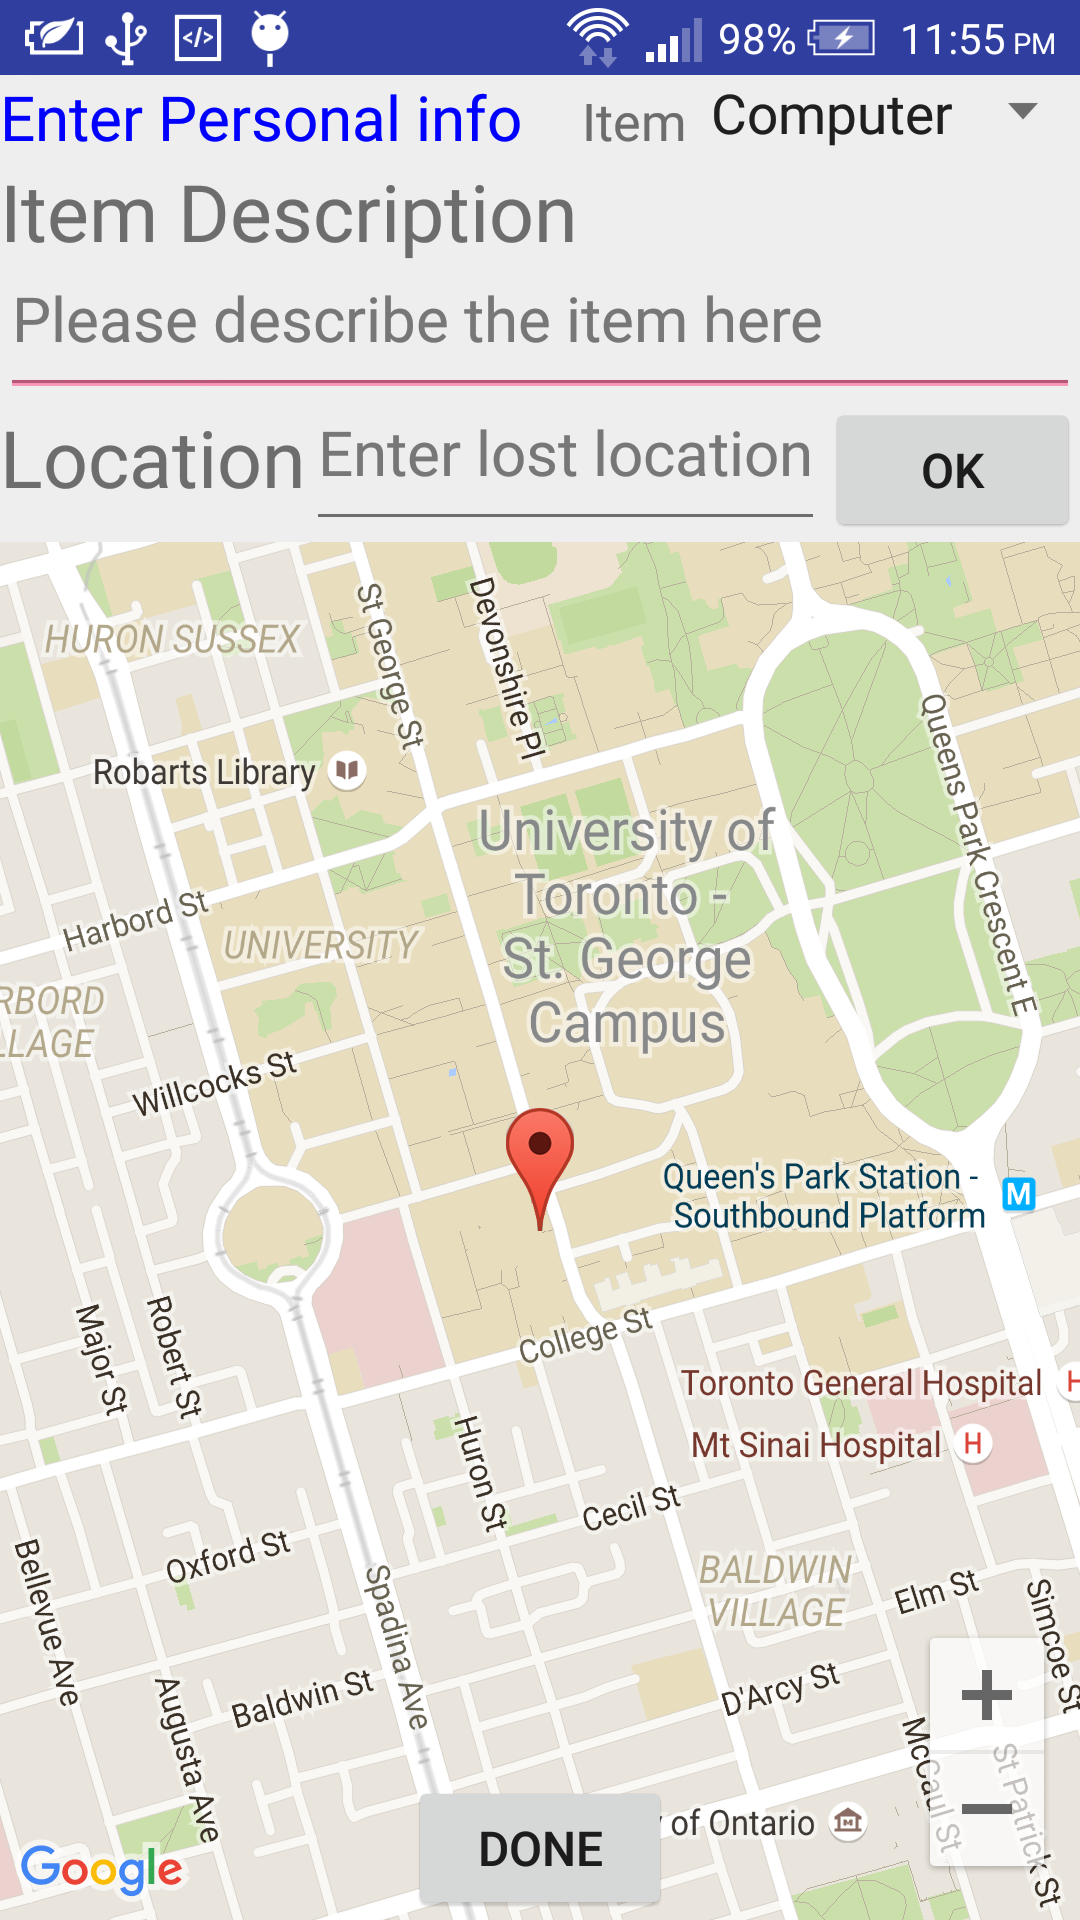 98% 11:55 PM
Enter Personal info Item Computer
Item Description
Please describe the item here
Location Enter lost location OK
HURON SUSSEX
St George St
Devonshire Pl
Queens Park Crescent E
Robarts Library
University of
Toronto -
St. George
Campus
Harbord St
UNIVERSITY
RBORD
LLAGE
Willcocks St
Queen's Park Station -
Southbound Platform
M
College St
Major St
Robert St
Toronto General Hospital H
Mt Sinai Hospital H
Huron St
Cecil St
Oxford St
Bellevue Ave
Spadina Ave
BALDWIN
VILLAGE
Elm St
Simcoe St
Baldwin St
D'Arcy St
Augusta Ave
McCaul St
St Patrick St
+
−
of Ontario
DONE
Google